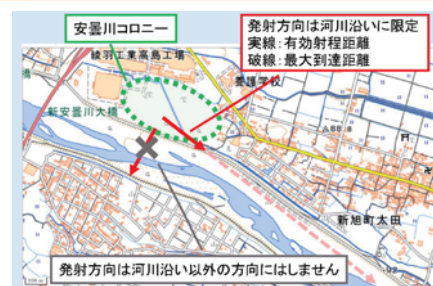 安曇川コロニー
発射方向は河川沿いに限定
実線：有効射程距離
破線：最大到達距離
綾羽工業高島工場
養護学校
新安曇川大橋
88.8
新旭町太田
92
発射方向は河川沿い以外の方向にはしません